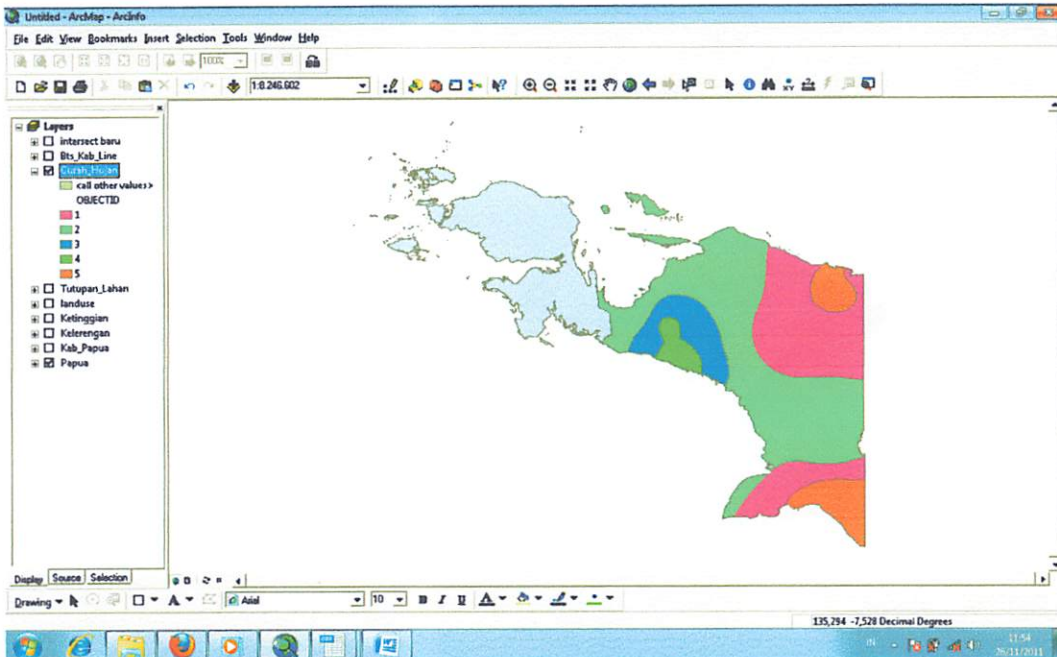 Untitled - ArcMap - ArcInfo
File Edit View Bookmarks Insert Selection Tools Window Help
100%
1:8.246.602
Layers
intersect baru
Bts_Kab_Line
Curah_Hujan
<all other values>
OBJECTID
1
2
3
4
5
Tutupan_Lahan
landuse
Ketinggian
Kelerengan
Kab_Papua
Papua
Display Source Selection
Drawing A Arial 10 B I U A
135,294 -7,528 Decimal Degrees
IN
11:54
26/11/2011